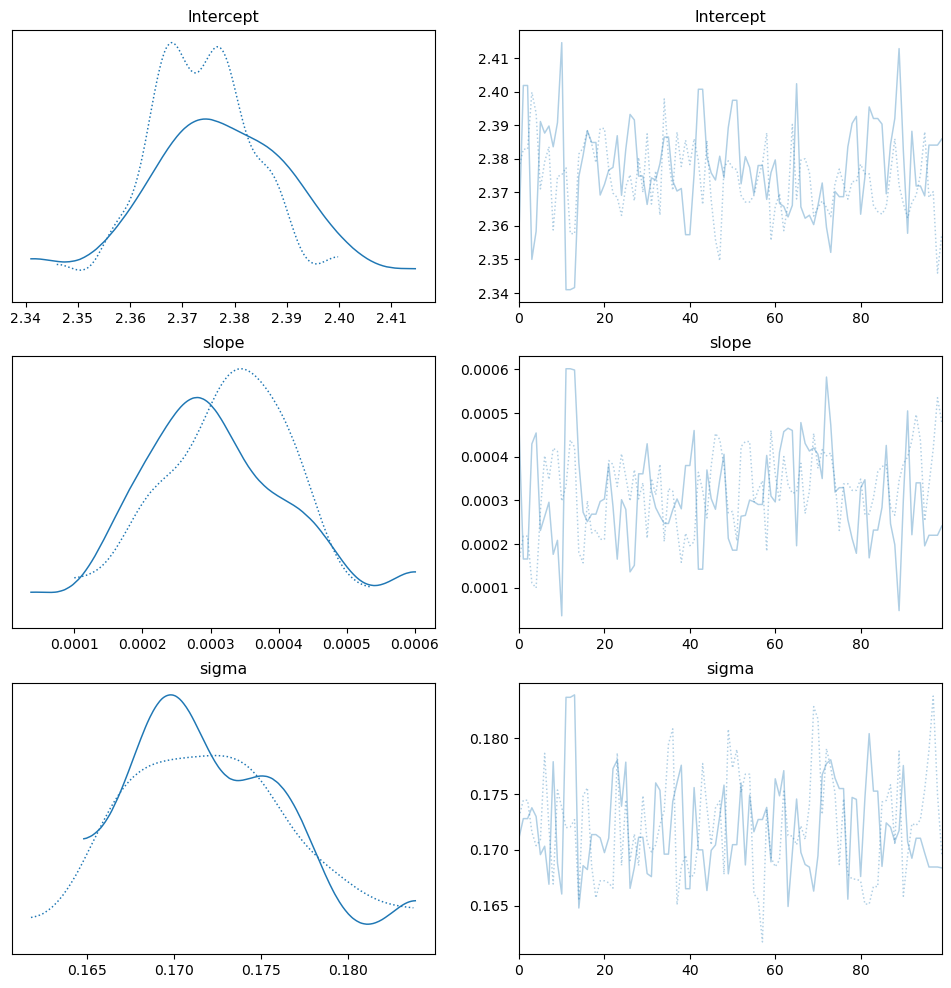 Intercept
2.34 2.35 2.36 2.37 2.38 2.39 2.40 2.41
Intercept
2.41
2.40
2.39
2.38
2.37
2.36
2.35
2.34
0 20 40 60 80
slope
0.0001 0.0002 0.0003 0.0004 0.0005 0.0006
slope
0.0006
0.0005
0.0004
0.0003
0.0002
0.0001
0 20 40 60 80
sigma
0.165 0.170 0.175 0.180
sigma
0.180
0.175
0.170
0.165
0 20 40 60 80